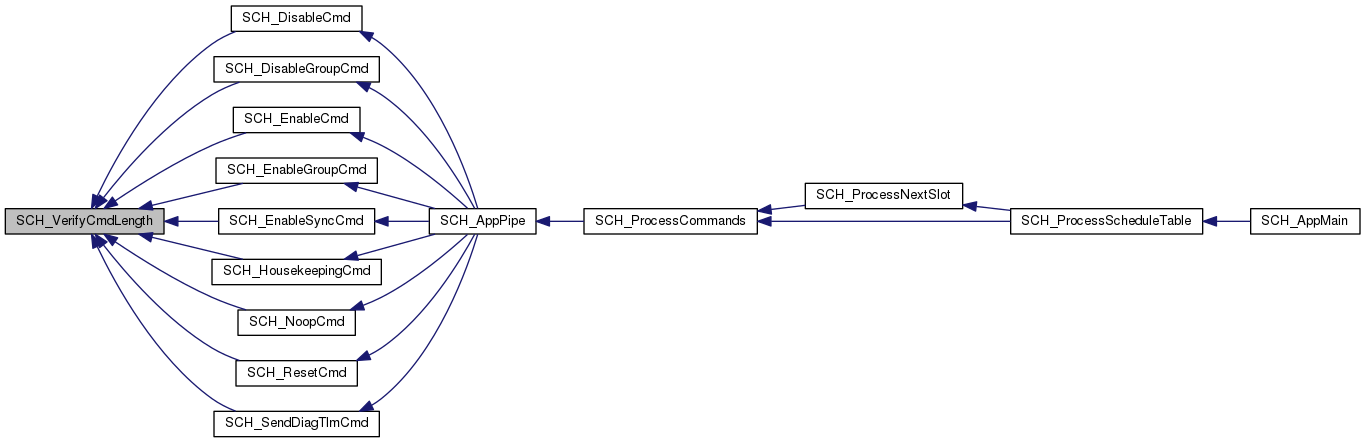 SCH_VerifyCmdLength
SCH_DisableCmd
SCH_DisableGroupCmd
SCH_EnableCmd
SCH_EnableGroupCmd
SCH_EnableSyncCmd
SCH_HousekeepingCmd
SCH_NoopCmd
SCH_ResetCmd
SCH_SendDiagTlmCmd
SCH_AppPipe
SCH_ProcessCommands
SCH_ProcessNextSlot
SCH_ProcessScheduleTable
SCH_AppMain